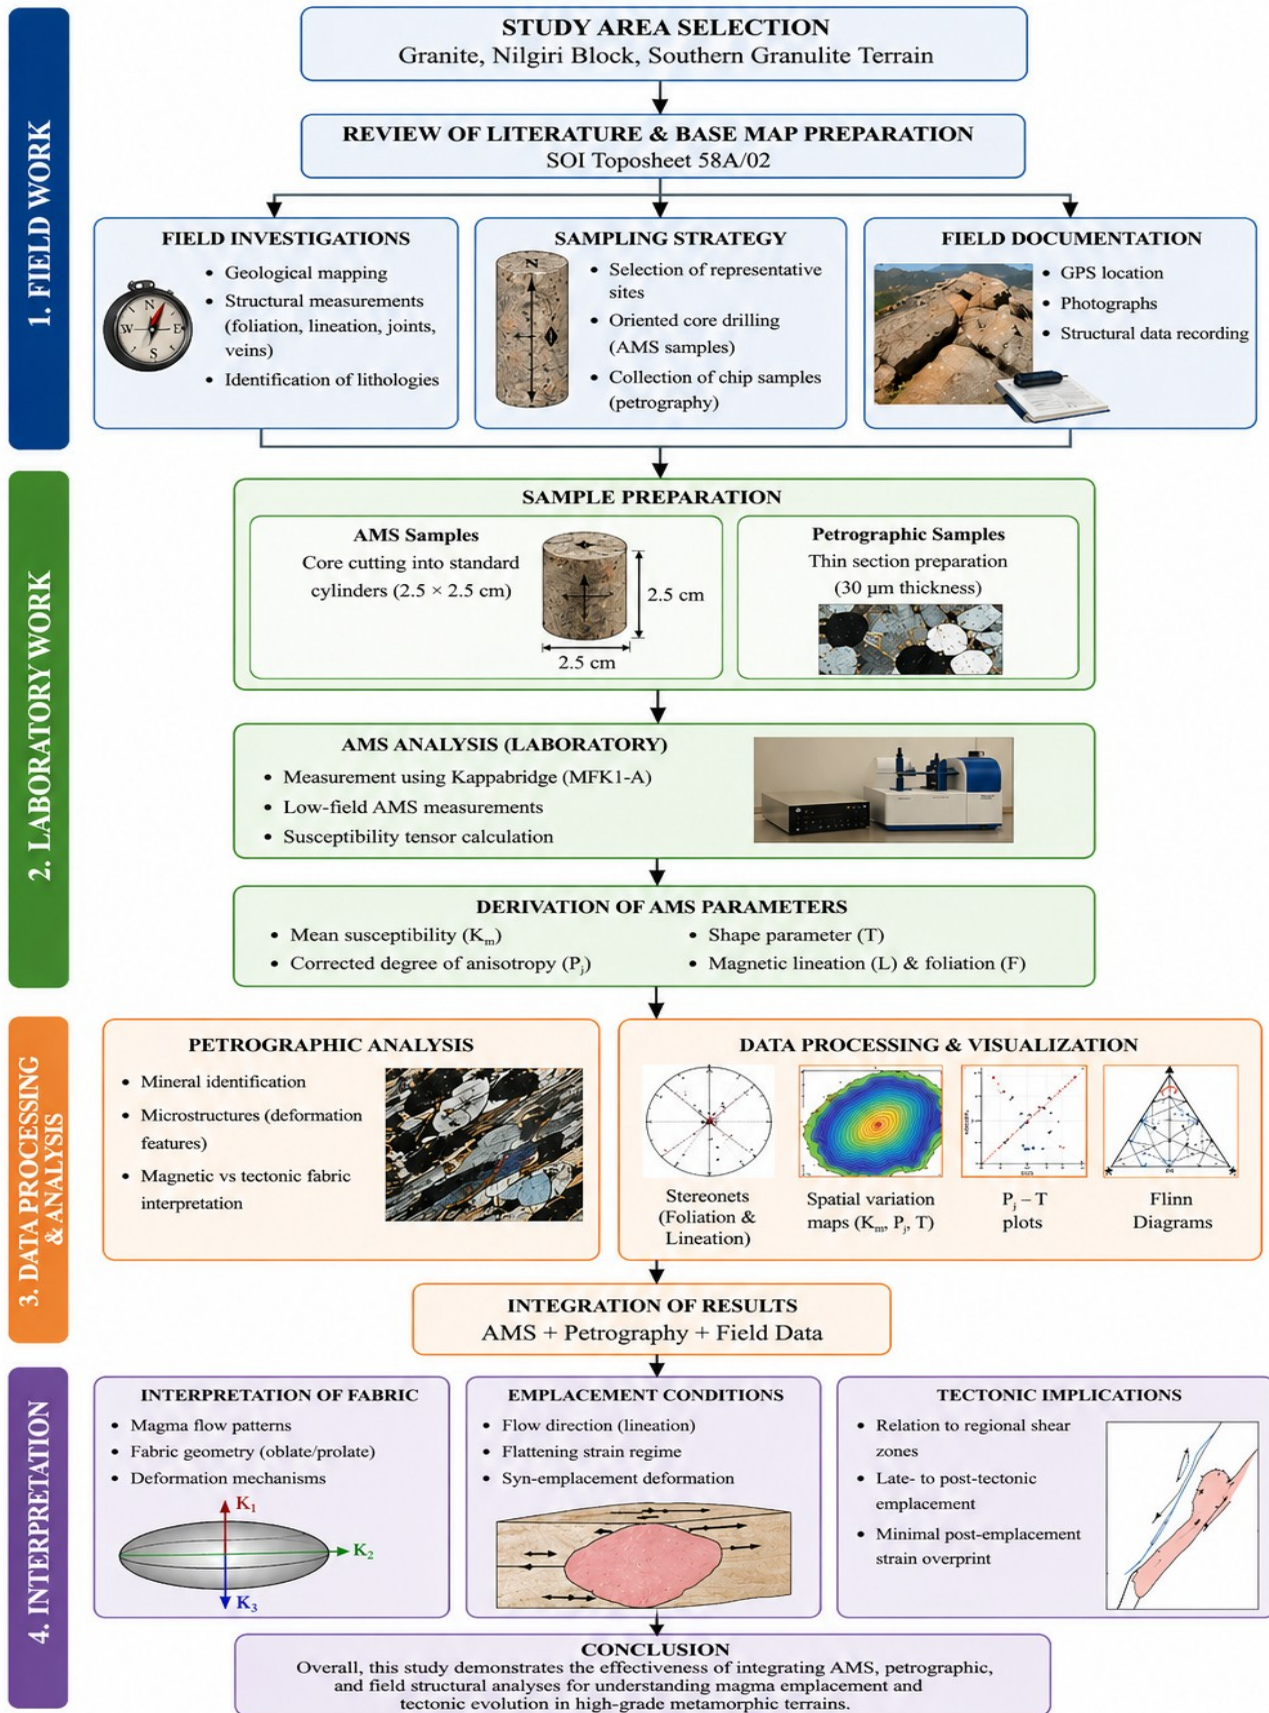 1. FIELD WORK
STUDY AREA SELECTION
Granite, Nilgiri Block, Southern Granulite Terrain
REVIEW OF LITERATURE & BASE MAP PREPARATION
SOI Toposheet 58A/02
FIELD INVESTIGATIONS
N
W E
S
• Geological mapping
• Structural measurements
(foliation, lineation, joints,
veins)
• Identification of lithologies
SAMPLING STRATEGY
N
• Selection of representative
sites
• Oriented core drilling
(AMS samples)
• Collection of chip samples
(petrography)
FIELD DOCUMENTATION
• GPS location
• Photographs
• Structural data recording
2. LABORATORY WORK
SAMPLE PREPARATION
AMS Samples
Core cutting into standard
cylinders (2.5 × 2.5 cm)
2.5 cm
2.5 cm
Petrographic Samples
Thin section preparation
(30 µm thickness)
AMS ANALYSIS (LABORATORY)
• Measurement using Kappabridge (MFK1-A)
• Low-field AMS measurements
• Susceptibility tensor calculation
DERIVATION OF AMS PARAMETERS
• Mean susceptibility (Km)
• Corrected degree of anisotropy (Pj)
• Shape parameter (T)
• Magnetic lineation (L) & foliation (F)
3. DATA PROCESSING
& ANALYSIS
PETROGRAPHIC ANALYSIS
• Mineral identification
• Microstructures (deformation
features)
• Magnetic vs tectonic fabric
interpretation
DATA PROCESSING & VISUALIZATION
Stereonets
(Foliation &
Lineation)
Spatial variation
maps (Km, Pj, T)
Pj – T
plots
Flinn
Diagrams
INTEGRATION OF RESULTS
AMS + Petrography + Field Data
4. INTERPRETATION
INTERPRETATION OF FABRIC
• Magma flow patterns
• Fabric geometry (oblate/prolate)
• Deformation mechanisms
K1
K2
K3
EMPLACEMENT CONDITIONS
• Flow direction (lineation)
• Flattening strain regime
• Syn-emplacement deformation
TECTONIC IMPLICATIONS
• Relation to regional shear
zones
• Late- to post-tectonic
emplacement
• Minimal post-emplacement
strain overprint
CONCLUSION
Overall, this study demonstrates the effectiveness of integrating AMS, petrographic,
and field structural analyses for understanding magma emplacement and
tectonic evolution in high-grade metamorphic terrains.